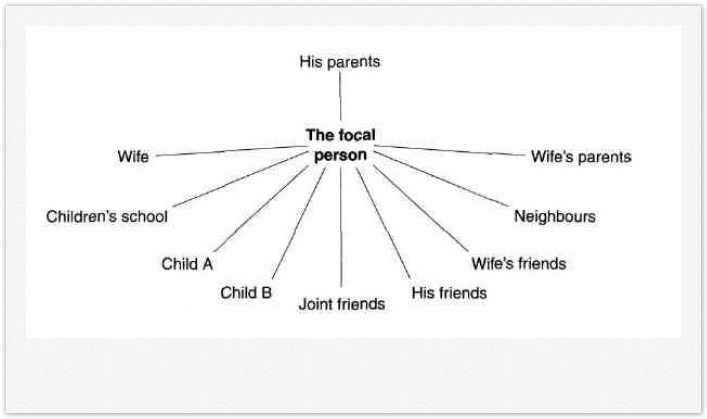 His parents
The focal
person
Wife
Wife's parents
Children's school
Neighbours
Child A
Wife's friends
Child B
His friends
Joint friends